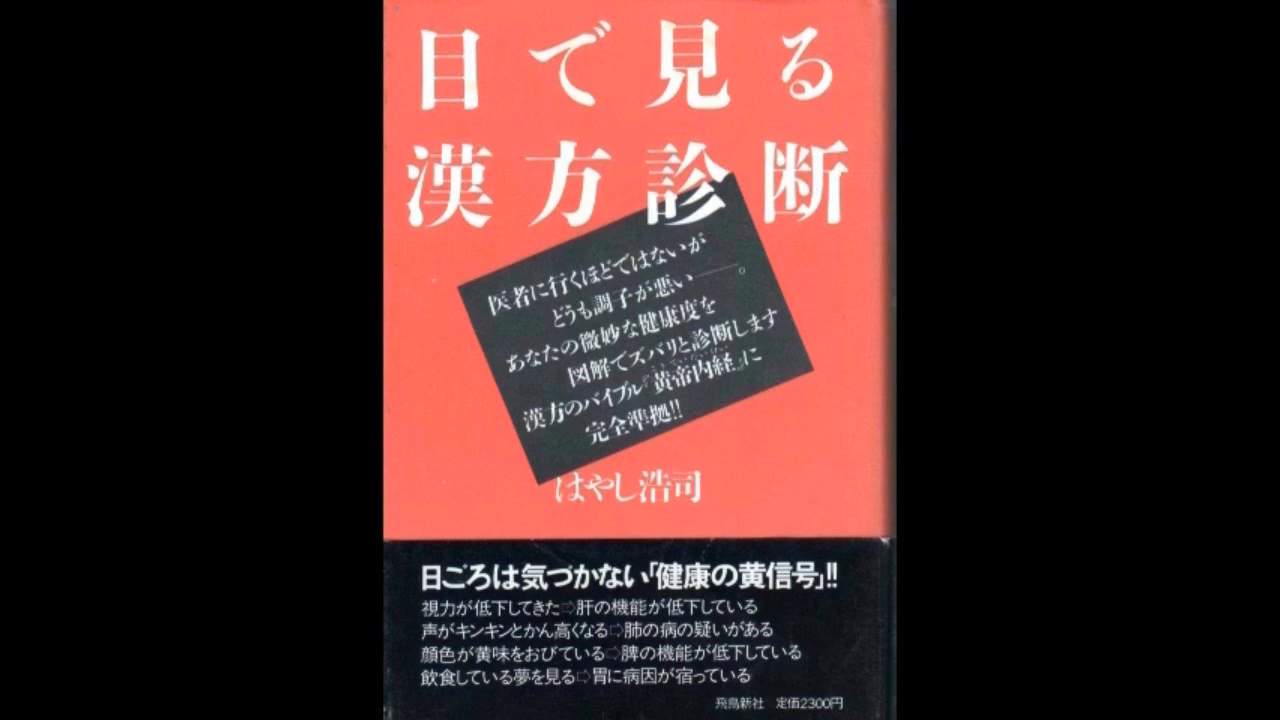 目で見る
漢方診断
医者に行くほどではないが
どうも調子が悪い――。
あなたの微妙な健康度を
図解でズバリと診断します
漢方のバイブル『黄帝内経』に
完全準拠!!
はやし浩司
日ごろは気づかない「健康の黄信号」!!
視力が低下してきた⇨肝の機能が低下している
声がキンキンとかん高くなる⇨肺の病の疑いがある
顔色が黄味をおびている⇨脾の機能が低下している
飲食している夢を見る⇨胃に病因が宿っている
飛鳥新社 定価2300円